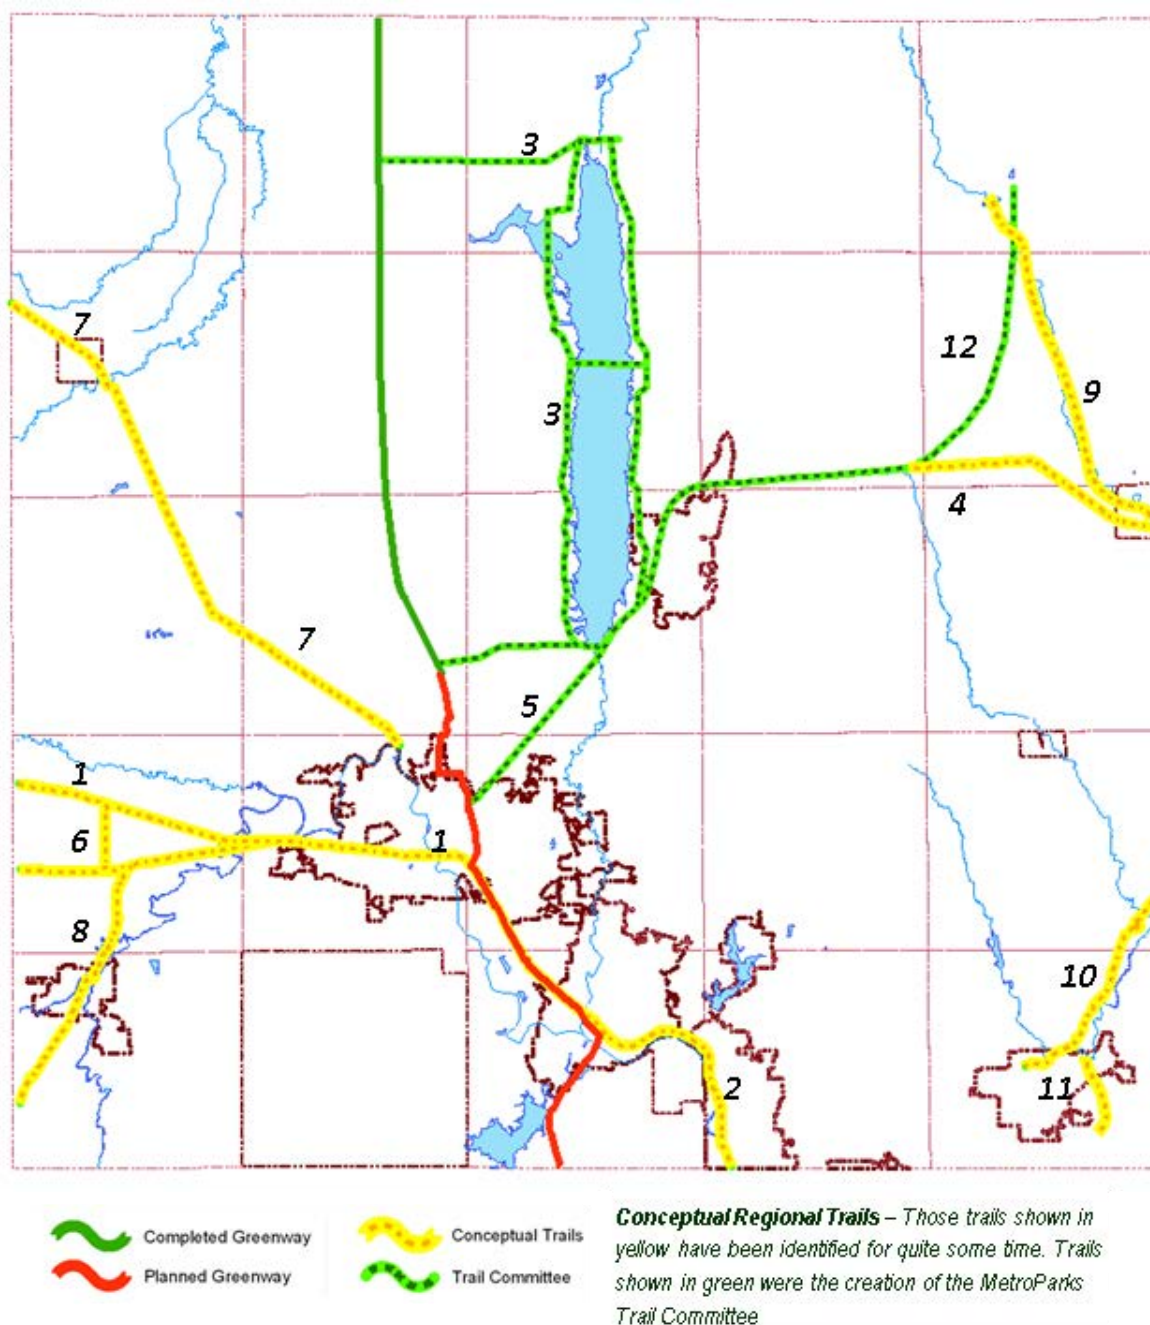 3
12
7
9
3
4
7
5
1
6
1
8
10
2
11
Completed Greenway
Planned Greenway
Conceptual Trails
Trail Committee
Conceptual Regional Trails – Those trails shown in
yellow have been identified for quite some time. Trails
shown in green were the creation of the MetroParks
Trail Committee